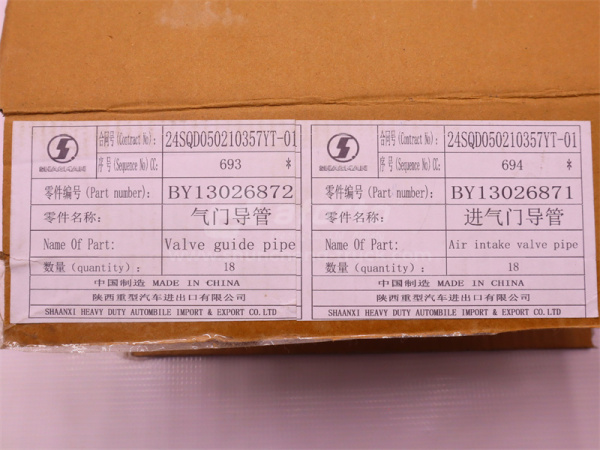 合同号(Contract No): 24SQD050210357YT-01
序号(Sequence No)CC: 693 *
零件编号(Part number): BY13026872
零件名称: 气门导管
Name Of Part: Valve guide pipe
数量(quantity): 18
中国制造 MADE IN CHINA
陕西重型汽车进出口有限公司
SHAANXI HEAVY DUTY AUTOMBILE IMPORT & EXPORT CO.LTD
合同号(Contract No): 24SQD050210357YT-01
序号(Sequence No)CC: 694 *
零件编号(Part number): BY13026871
零件名称: 进气门导管
Name Of Part: Air intake valve pipe
数量(quantity): 18
中国制造 MADE IN CHINA
陕西重型汽车进出口有限公司
SHAANXI HEAVY DUTY AUTOMBILE IMPORT & EXPORT CO.LTD